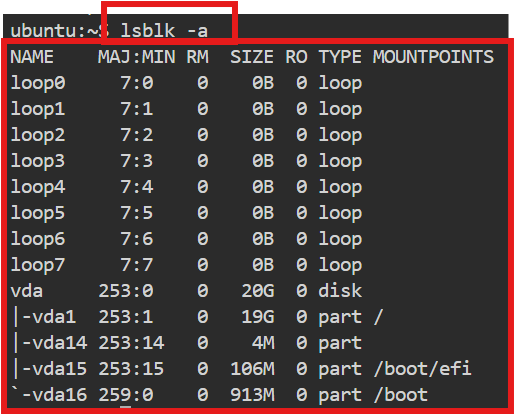 ubuntu:~$ lsblk -a
NAME    MAJ:MIN RM  SIZE RO TYPE MOUNTPOINTS
loop0     7:0    0    0B  0 loop
loop1     7:1    0    0B  0 loop
loop2     7:2    0    0B  0 loop
loop3     7:3    0    0B  0 loop
loop4     7:4    0    0B  0 loop
loop5     7:5    0    0B  0 loop
loop6     7:6    0    0B  0 loop
loop7     7:7    0    0B  0 loop
vda     253:0    0   20G  0 disk
|-vda1  253:1    0   19G  0 part /
|-vda14 253:14   0    4M  0 part
|-vda15 253:15   0  106M  0 part /boot/efi
`-vda16 259:0    0  913M  0 part /boot